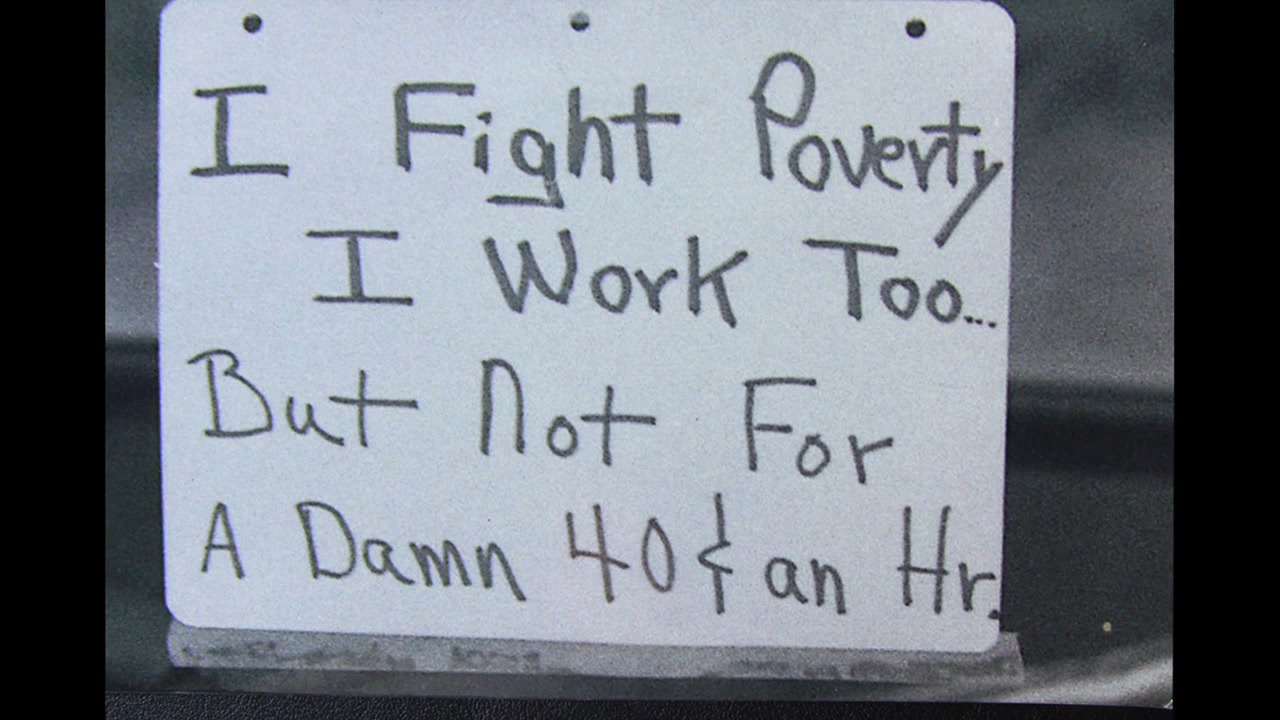 I Fight Poverty
I Work Too...
But Not For
A Damn 40¢ an Hr.